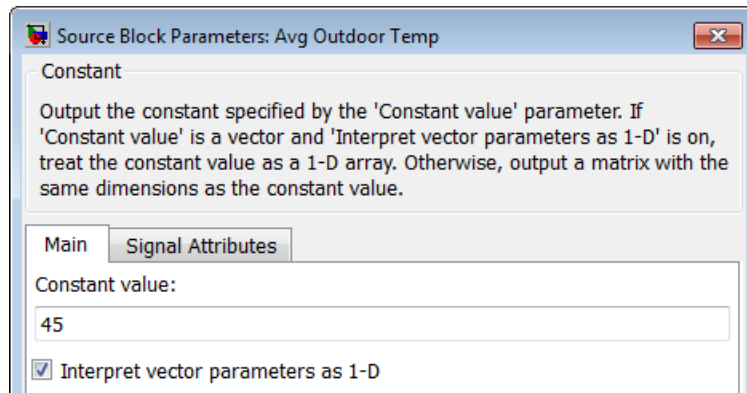 Source Block Parameters: Avg Outdoor Temp
Constant
Output the constant specified by the 'Constant value' parameter. If
'Constant value' is a vector and 'Interpret vector parameters as 1-D' is on,
treat the constant value as a 1-D array. Otherwise, output a matrix with the
same dimensions as the constant value.
Main Signal Attributes
Constant value:
45
Interpret vector parameters as 1-D